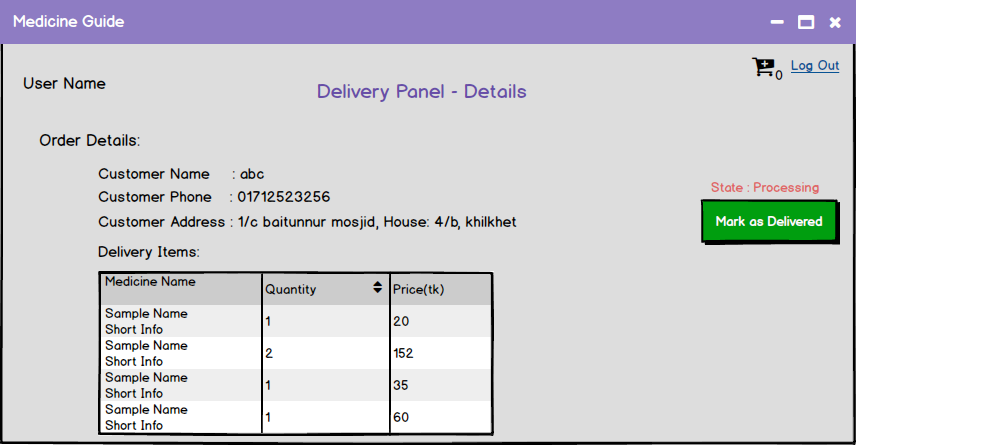 Medicine Guide
0 Log Out
User Name
Delivery Panel - Details
Order Details:
Customer Name : abc
Customer Phone : 01712523256
State : Processing
Customer Address : 1/c baitunnur mosjid, House: 4/b, khilkhet
Mark as Delivered
Delivery Items:
Medicine Name Quantity Price(tk)
Sample Name
Short Info 1 20
Sample Name
Short Info 2 152
Sample Name
Short Info 1 35
Sample Name
Short Info 1 60